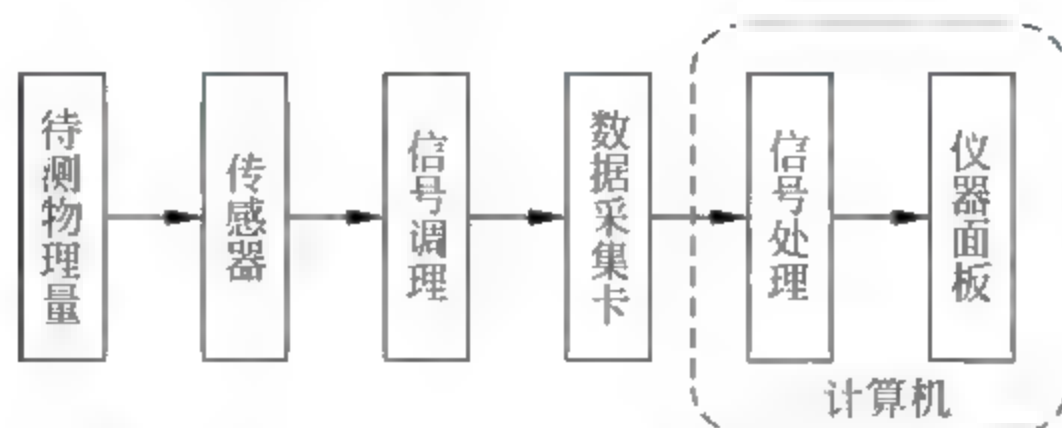 待测物理量
传感器
信号调理
数据采集卡
信号处理
仪器面板
计算机